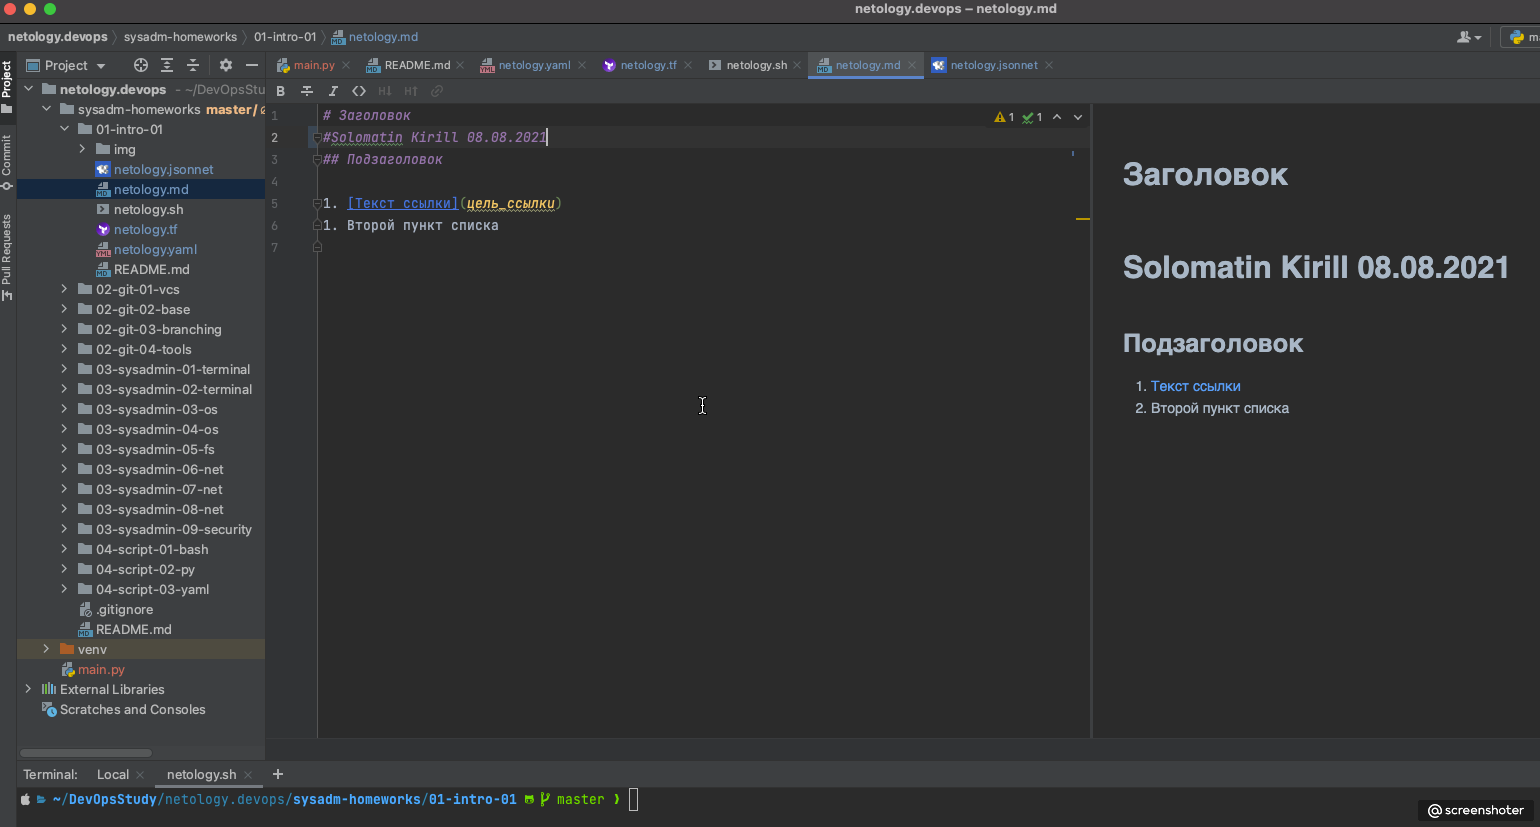 netology.devops – netology.md
netology.devops sysadm-homeworks 01-intro-01 netology.md
Project
main.py README.md netology.yaml netology.tf netology.sh netology.md netology.jsonnet
B I H↓ H↑
Project
Commit
Pull Requests
netology.devops - ~/DevOpsStu
sysadm-homeworks master /
01-intro-01
img
netology.jsonnet
netology.md
netology.sh
netology.tf
netology.yaml
README.md
02-git-01-vcs
02-git-02-base
02-git-03-branching
02-git-04-tools
03-sysadmin-01-terminal
03-sysadmin-02-terminal
03-sysadmin-03-os
03-sysadmin-04-os
03-sysadmin-05-fs
03-sysadmin-06-net
03-sysadmin-07-net
03-sysadmin-08-net
03-sysadmin-09-security
04-script-01-bash
04-script-02-py
04-script-03-yaml
.gitignore
README.md
venv
main.py
External Libraries
Scratches and Consoles
1 # Заголовок
2 #Solomatin Kirill 08.08.2021
3 ## Подзаголовок
4
5 1. [Текст ссылки](цель_ссылки)
6 1. Второй пункт списка
7
1 1
Заголовок
Solomatin Kirill 08.08.2021
Подзаголовок
1. Текст ссылки
2. Второй пункт списка
Terminal: Local netology.sh +
~/DevOpsStudy/netology.devops/sysadm-homeworks/01-intro-01 master ❯
@screenshoter